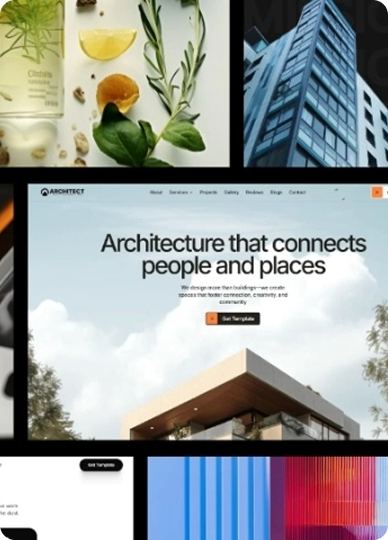 ARCHITECT
About Services Projects Gallery Reviews Blogs Contact
Architecture that connects
people and places
We design more than buildings—we create
spaces that foster connection, creativity, and
community
Get Template
Get Template